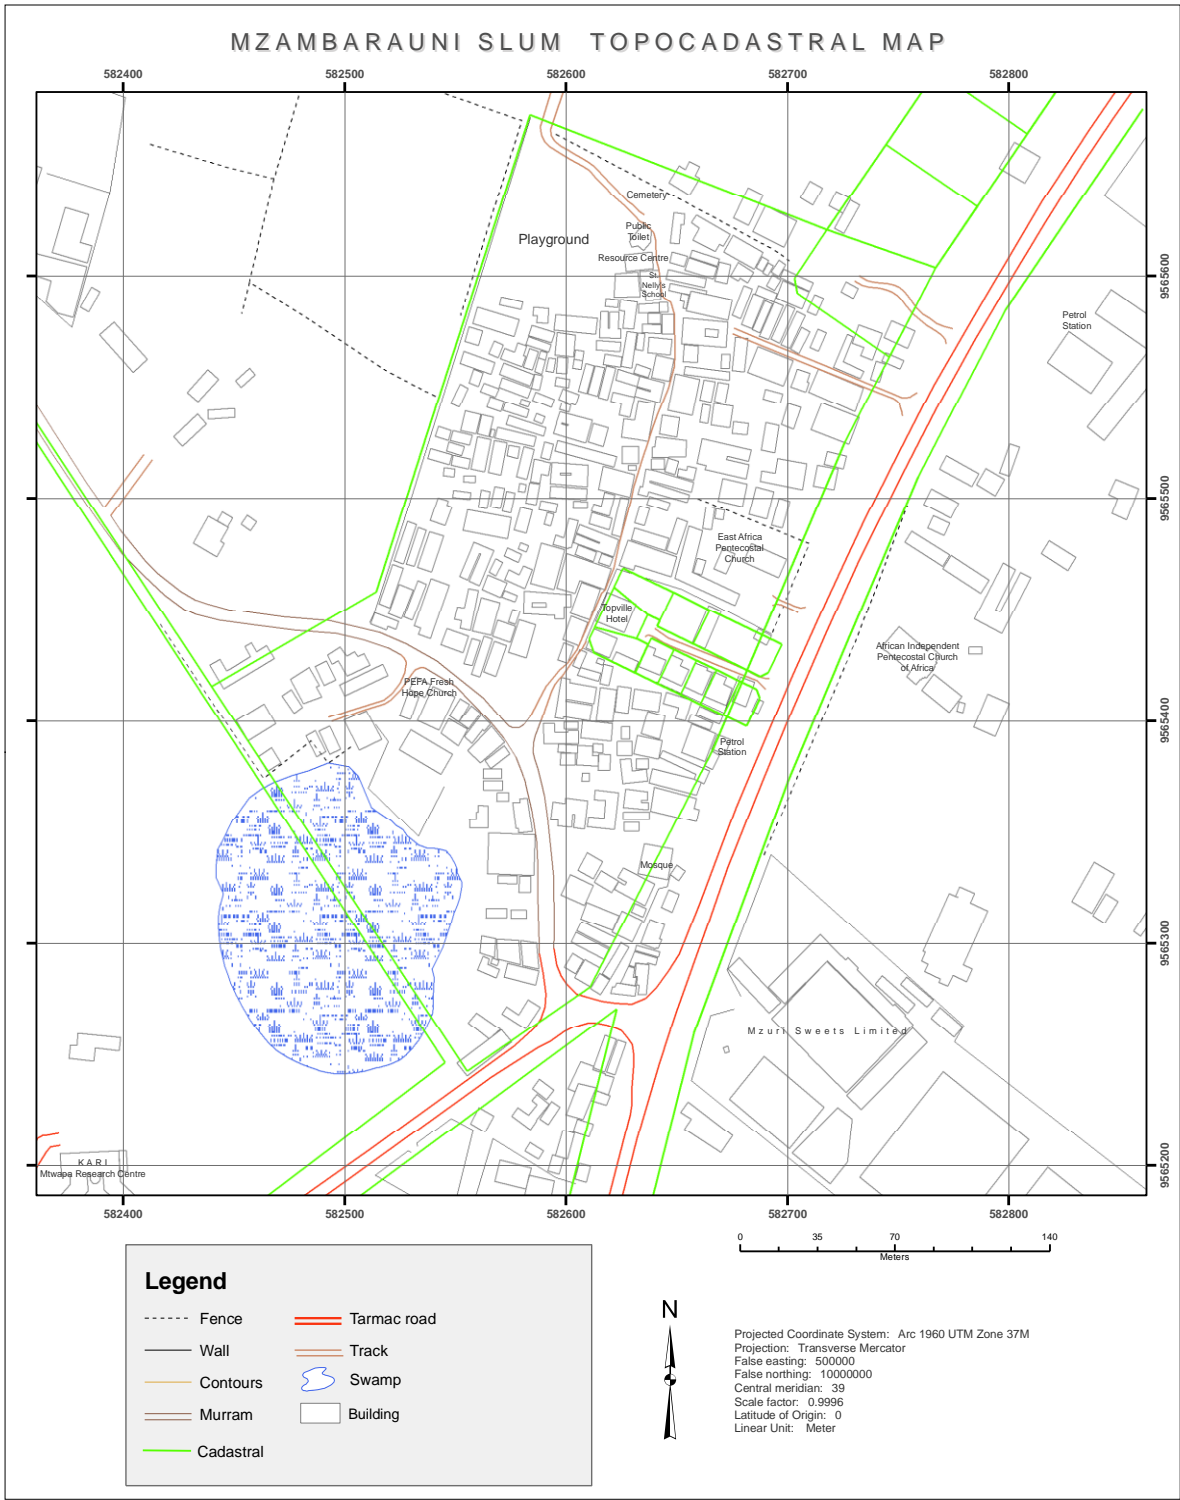 MZAMBARAUNI SLUM TOPOCADASTRAL MAP
582400
582500
582600
582700
582800
Cemetery
Public
Toilet
Playground
Resource Centre
St.
Nelly's
School
9565600
Petrol
Station
9565500
East Africa
Pentecostal
Church
Topville
Hotel
African Independent
Pentecostal Church
of Africa
PEFA Fresh
Hope Church
9565400
Petrol
Station
Mosque
9565300
Mzuri Sweets Limited
KARI
Mtwapa Research Centre
9565200
582400
582500
582600
582700
582800
0
35
70
140
Meters
Legend
Fence
Wall
Contours
Murram
Cadastral
Tarmac road
Track
Swamp
Building
N
Projected Coordinate System: Arc 1960 UTM Zone 37M
Projection: Transverse Mercator
False easting: 500000
False northing: 10000000
Central meridian: 39
Scale factor: 0.9996
Latitude of Origin: 0
Linear Unit: Meter